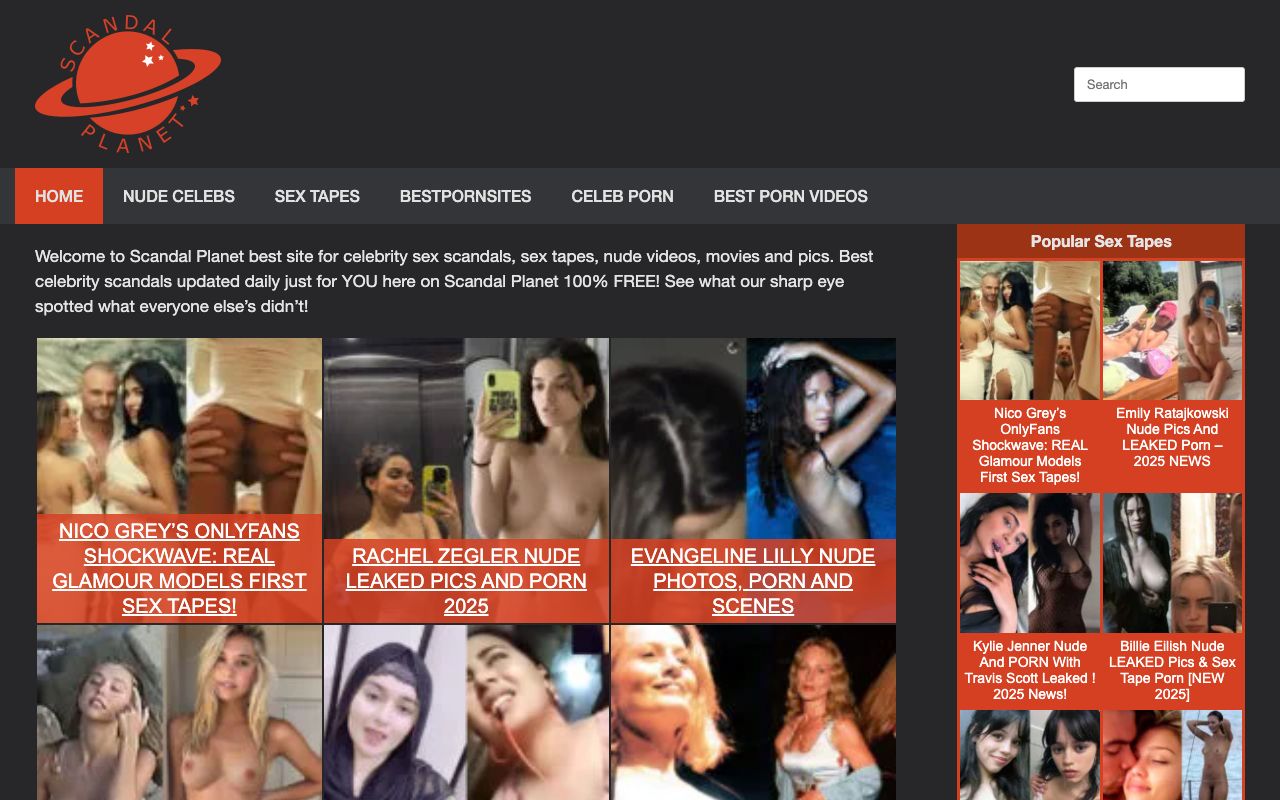 SCANDAL
PLANET
Search
HOME
NUDE CELEBS
SEX TAPES
BESTPORNSITES
CELEB PORN
BEST PORN VIDEOS
Welcome to Scandal Planet best site for celebrity sex scandals, sex tapes, nude videos, movies and pics. Best
celebrity scandals updated daily just for YOU here on Scandal Planet 100% FREE! See what our sharp eye
spotted what everyone else’s didn’t!
NICO GREY’S ONLYFANS
SHOCKWAVE: REAL
GLAMOUR MODELS FIRST
SEX TAPES!
RACHEL ZEGLER NUDE
LEAKED PICS AND PORN
2025
EVANGELINE LILLY NUDE
PHOTOS, PORN AND
SCENES
Popular Sex Tapes
Nico Grey’s
OnlyFans
Shockwave: REAL
Glamour Models
First Sex Tapes!
Emily Ratajkowski
Nude Pics And
LEAKED Porn –
2025 NEWS
Kylie Jenner Nude
And PORN With
Travis Scott Leaked !
2025 News!
Billie Eilish Nude
LEAKED Pics & Sex
Tape Porn [NEW
2025]